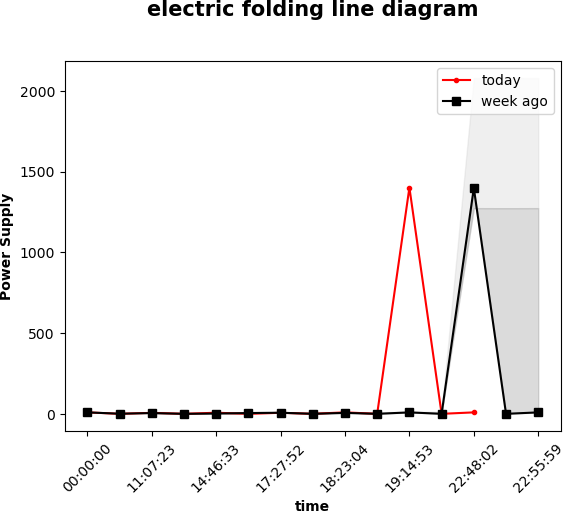 electric folding line diagram
today
week ago
Power Supply
2000
1500
1000
500
0
00:00:00
11:07:23
14:46:33
17:27:52
18:23:04
19:14:53
22:48:02
22:55:59
time